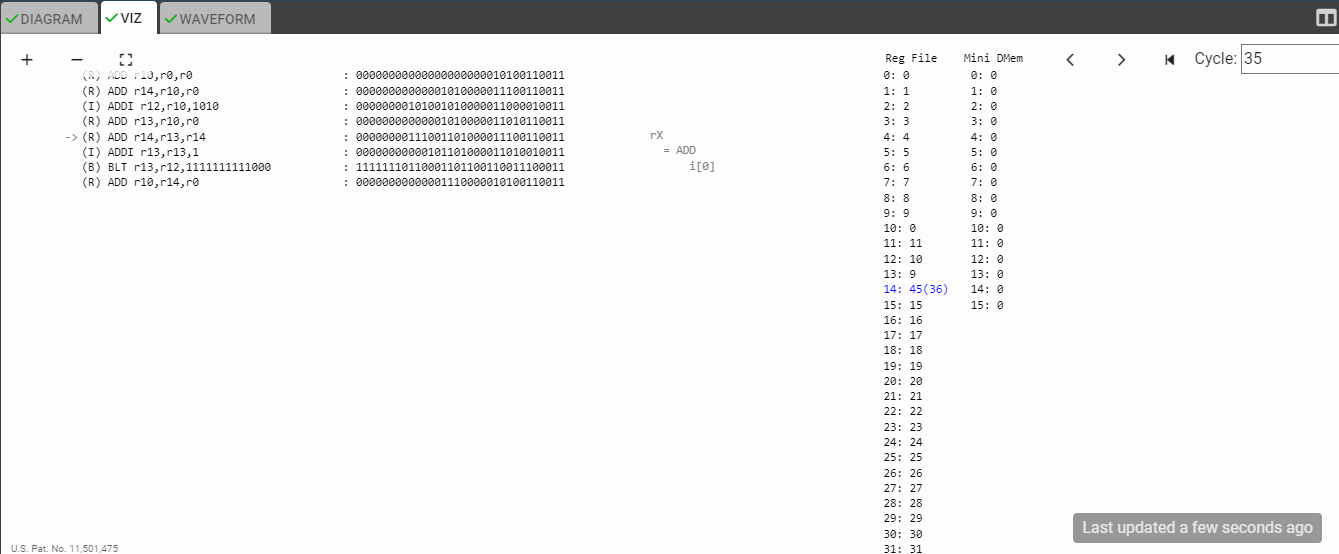 DIAGRAM VIZ WAVEFORM
Reg File Mini DMem Cycle: 35
(R) ADD r10,r0,r0 : 00000000000000000000010100110011
(R) ADD r14,r10,r0 : 00000000000001010000011100110011
(I) ADDI r12,r10,1010 : 00000000101001010000011000010011
(R) ADD r13,r10,r0 : 00000000000001010000011010110011
-> (R) ADD r14,r13,r14 : 00000000111001101000011100110011
(I) ADDI r13,r13,1 : 00000000000101101000011010010011
(B) BLT r13,r12,1111111111000 : 11111110110001101100110011100011
(R) ADD r10,r14,r0 : 00000000000001110000010100110011
rX
= ADD
i[0]
0: 0 0: 0
1: 1 1: 0
2: 2 2: 0
3: 3 3: 0
4: 4 4: 0
5: 5 5: 0
6: 6 6: 0
7: 7 7: 0
8: 8 8: 0
9: 9 9: 0
10: 0 10: 0
11: 11 11: 0
12: 10 12: 0
13: 9 13: 0
14: 45(36) 14: 0
15: 15 15: 0
16: 16
17: 17
18: 18
19: 19
20: 20
21: 21
22: 22
23: 23
24: 24
25: 25
26: 26
27: 27
28: 28
29: 29
30: 30
31: 31
Last updated a few seconds ago
U.S. Pat. No. 11,501,475